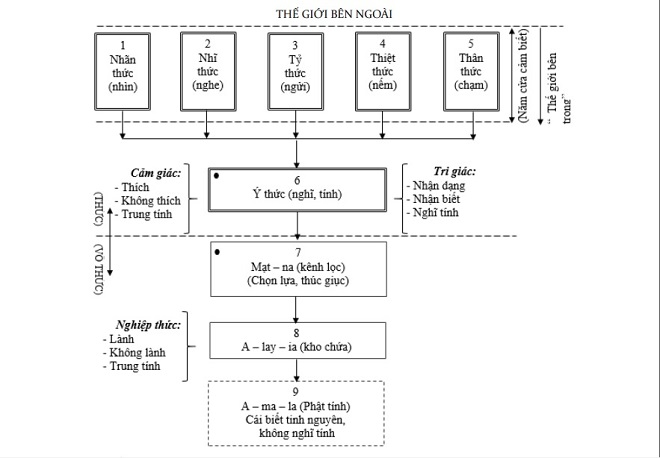 THẾ GIỚI BÊN NGOÀI
1
Nhãn
thức
(nhìn)
2
Nhĩ
thức
(nghe)
3
Tỷ
thức
(ngửi)
4
Thiệt
thức
(nếm)
5
Thân
thức
(chạm)
(Năm cửa cảm biết)
“ Thế giới bên
trong”
Cảm giác:
- Thích
- Không thích
- Trung tính
6
Ý thức (nghĩ, tính)
Tri giác:
- Nhận dạng
- Nhận biết
- Nghĩ tính
(THỨC)
(VÔ THỨC)
7
Mạt – na (kênh lọc)
(Chọn lựa, thúc giục)
Nghiệp thức:
- Lành
- Không lành
- Trung tính
8
A – lay – ia (kho chứa)
9
A – ma – la (Phật tính)
Cái biết tinh nguyên,
không nghĩ tính